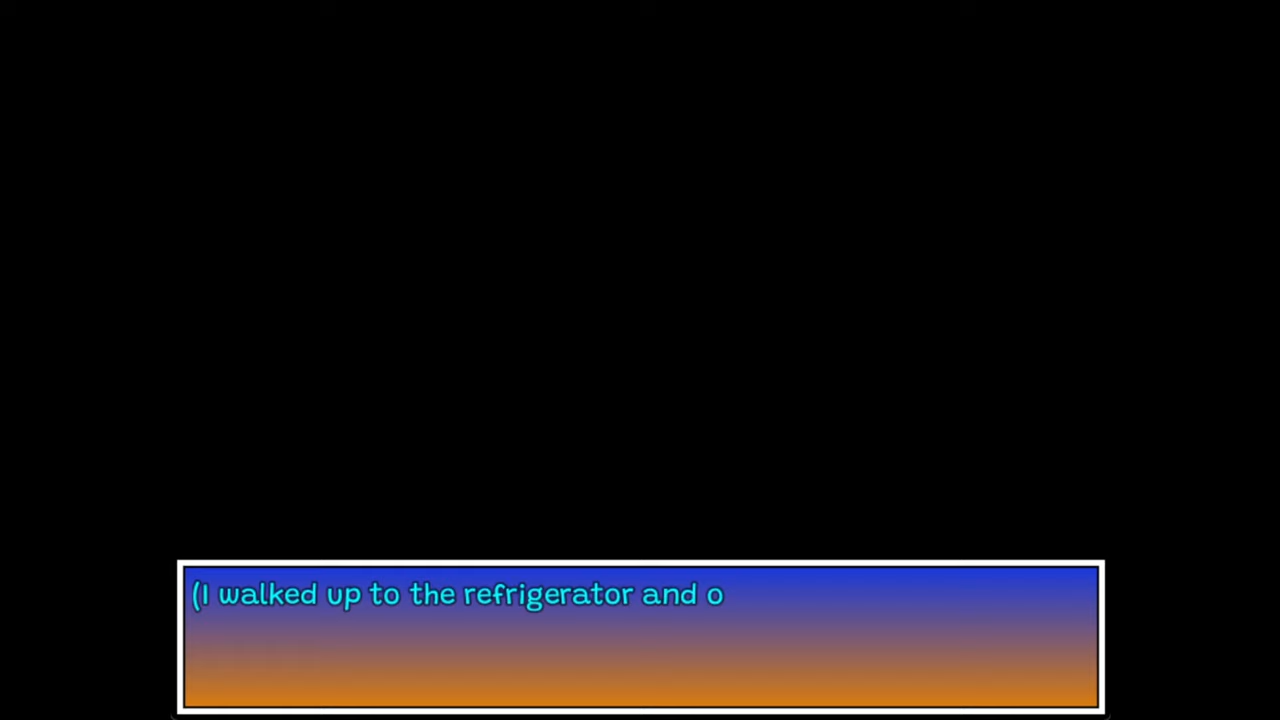 (I walked up to the refrigerator and o